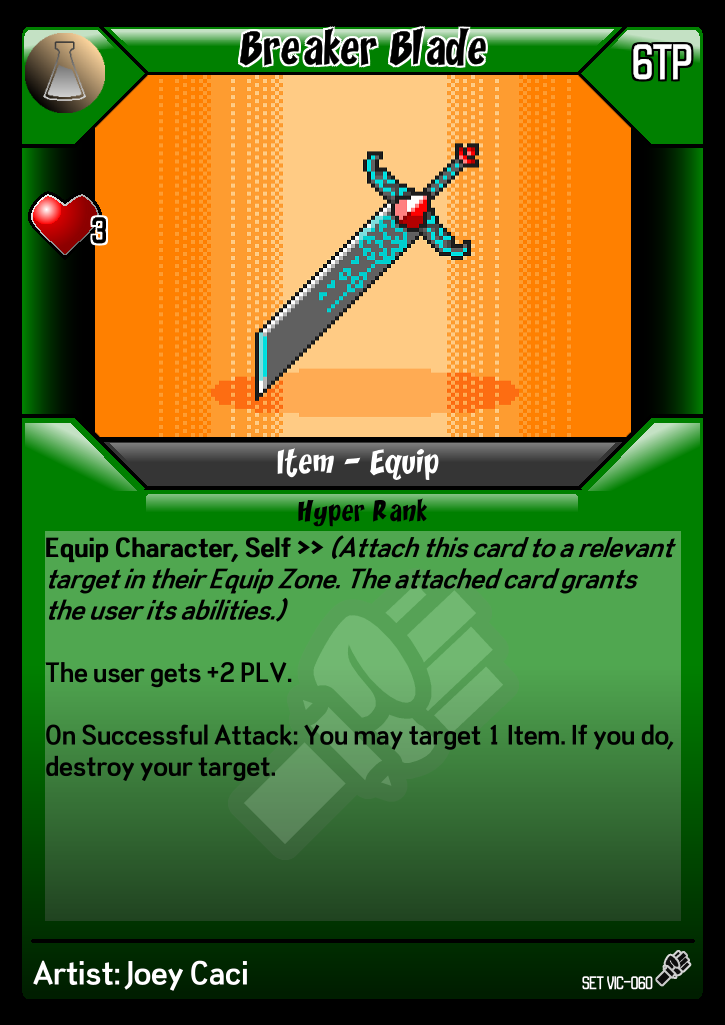 Breaker Blade
6TP
3
Item - Equip
Hyper Rank
Equip Character, Self >> (Attach this card to a relevant
target in their Equip Zone. The attached card grants
the user its abilities.)
The user gets +2 PLV.
On Successful Attack: You may target 1 Item. If you do,
destroy your target.
Artist: Joey Caci
SET VIC-060